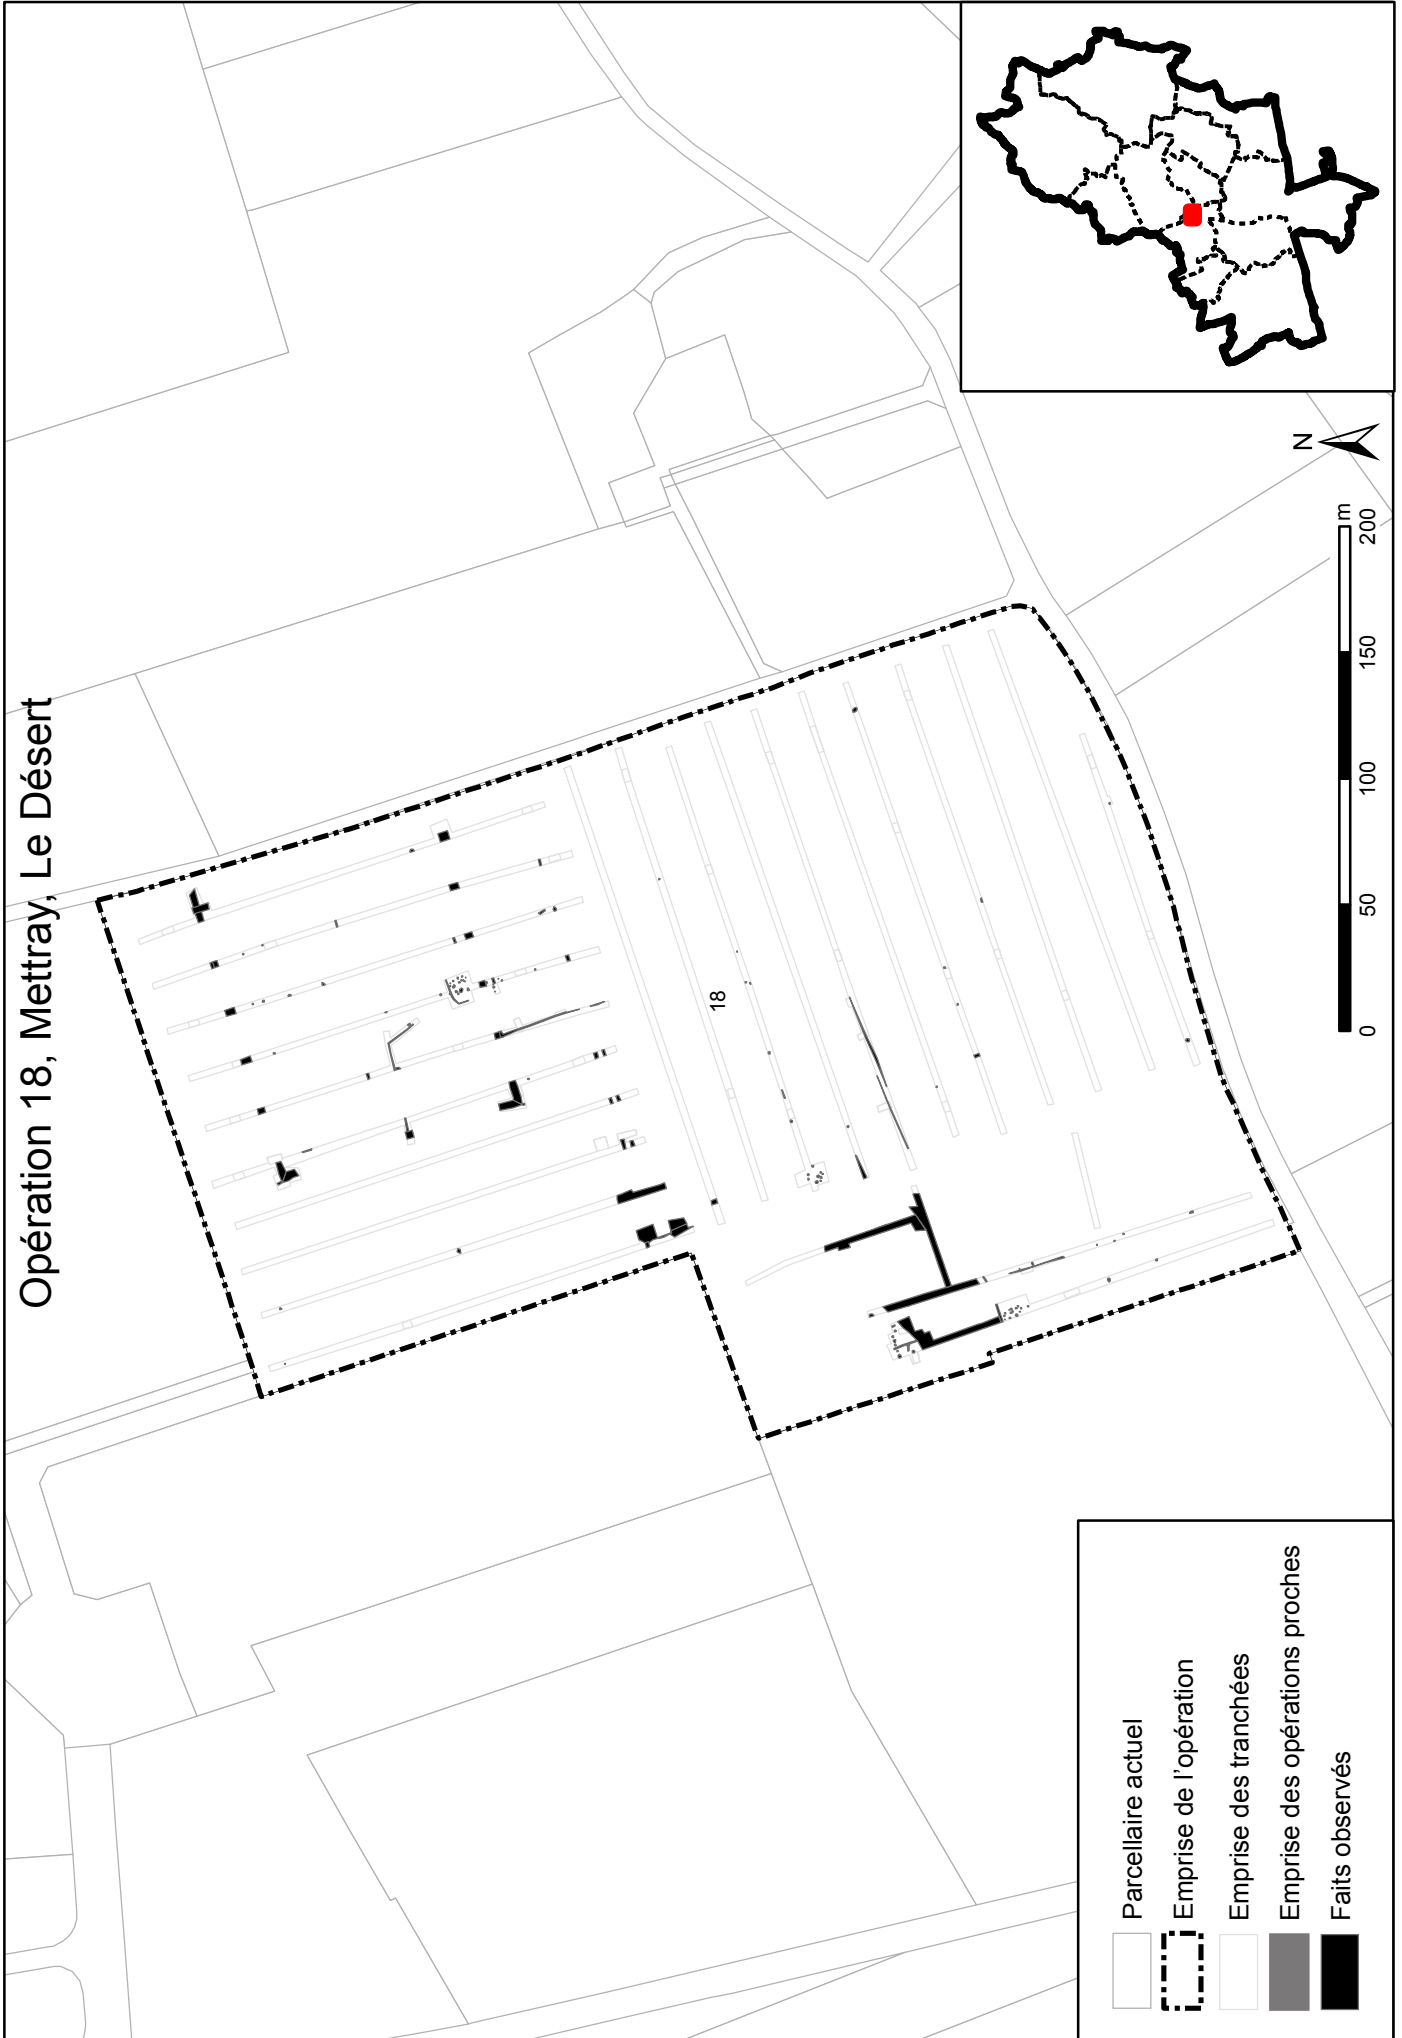 Opération 18, Mettray, Le Désert
18
N
m
0
50
100
150
200
Parcellaire actuel
Emprise de l'opération
Emprise des tranchées
Emprise des opérations proches
Faits observés